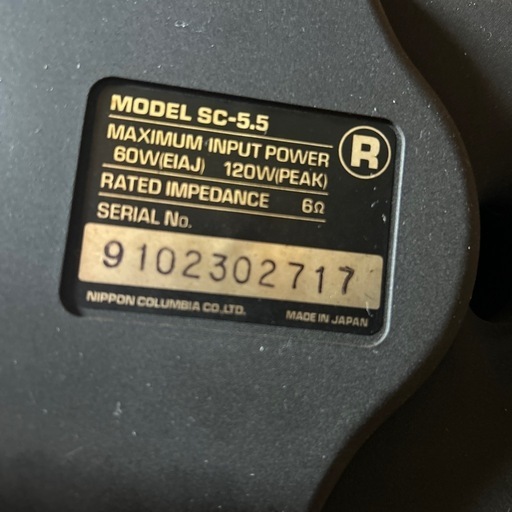 MODEL SC-5.5
MAXIMUM INPUT POWER
60W(EIAJ) 120W(PEAK)
R
RATED IMPEDANCE 6Ω
SERIAL No.
9102302717
NIPPON COLUMBIA CO.,LTD. MADE IN JAPAN